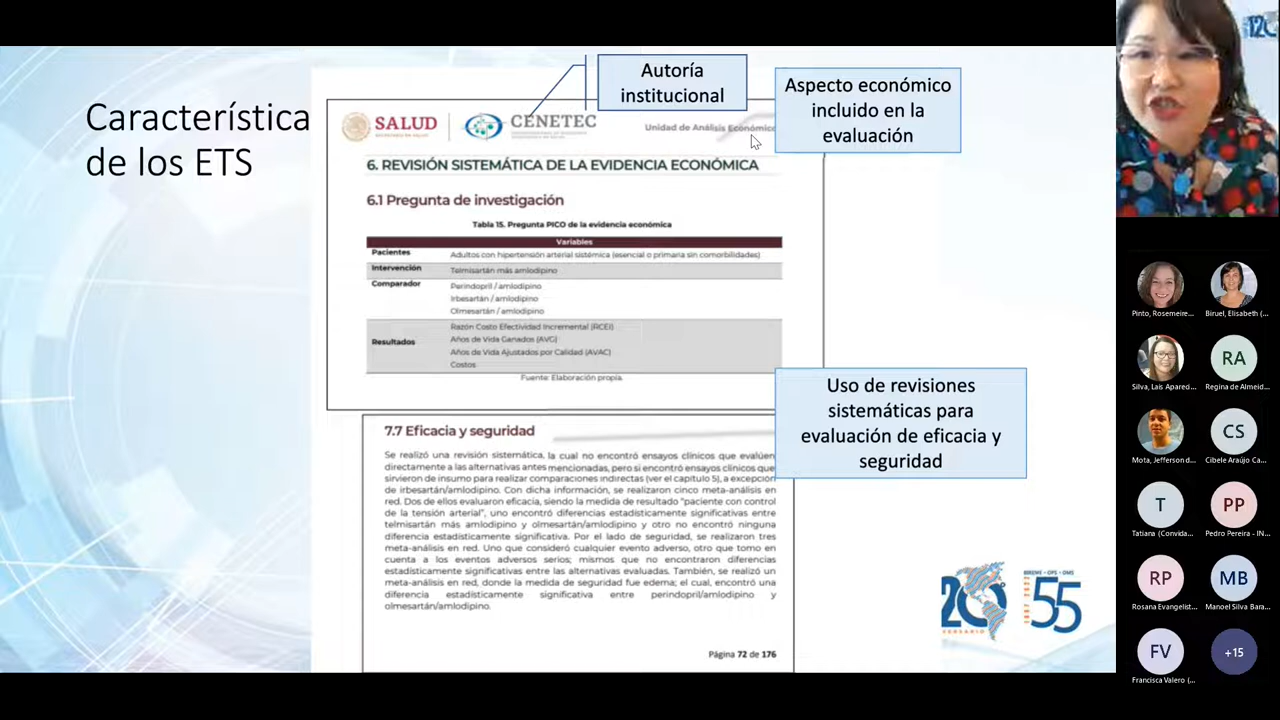 Característica
de los ETS
Autoría
institucional
Aspecto económico
incluido en la
evaluación
SALUD
CENETEC
Unidad de Análisis Económico
6. REVISIÓN SISTEMÁTICA DE LA EVIDENCIA ECONÓMICA
6.1 Pregunta de investigación
Tabla 15. Pregunta PICO de la evidencia económica
Variables
Pacientes Adultos con hipertensión arterial sistémica (esencial o primaria sin comorbilidades)
Intervención Telmisartán más amlodipino
Comparador Perindopril / amlodipino
Irbesartán / amlodipino
Olmesartán / amlodipino
Resultados Razón Costo Efectividad Incremental (RCEI)
Años de Vida Ganados (AVG)
Años de Vida Ajustados por Calidad (AVAC)
Costos
Fuente: Elaboración propia.
Uso de revisiones
sistemáticas para
evaluación de eficacia y
seguridad
7.7 Eficacia y seguridad
Se realizó una revisión sistemática, la cual no encontró ensayos clínicos que evalúen
directamente a las alternativas antes mencionadas, pero si encontró ensayos clínicos que
sirvieron de insumo para realizar comparaciones indirectas (ver el capítulo 5), a excepción
de irbesartán/amlodipino. Con dicha información, se realizaron cinco meta-análisis en
red. Dos de ellos evaluaron eficacia, siendo la medida de resultado "paciente con control
de la tensión arterial", uno encontró diferencias estadísticamente significativas entre
telmisartán más amlodipino y olmesartán/amlodipino y otro no encontró ninguna
diferencia estadísticamente significativa. Por el lado de seguridad, se realizaron tres
meta-análisis en red. Uno que consideró cualquier evento adverso, otro que tomo en
cuenta a los eventos adversos serios; mismos que no encontraron diferencias
estadísticamente significativas entre las alternativas evaluadas. También, se realizó un
meta-análisis en red, donde la medida de seguridad fue edema; el cual, encontró una
diferencia estadísticamente significativa entre perindopril/amlodipino y
olmesartán/amlodipino.
Página 72 de 176
BIREME • OPS • OMS
55
Pinto, Rosemeire...
Biruel, Elisabeth (...
Silva, Lais Apared...
RA
Regina de Almeid...
Mota, Jefferson d...
CS
Cibele Araújo Ca...
T
Tatiana (Convida...
PP
Pedro Pereira - IN...
RP
Rosana Evangelist...
MB
Manoel Silva Bara...
FV
Francisca Valero (...
+15